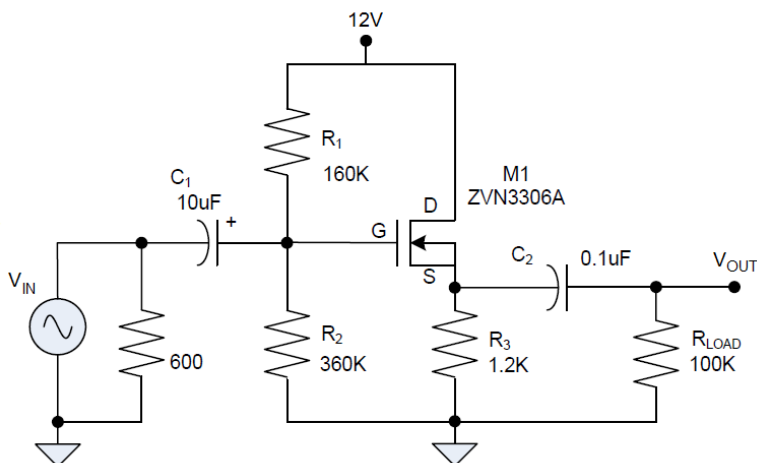 12V
R1
160K
C1
10uF
+
M1
ZVN3306A
D
G
S
C2
0.1uF
VOUT
VIN
600
R2
360K
R3
1.2K
RLOAD
100K